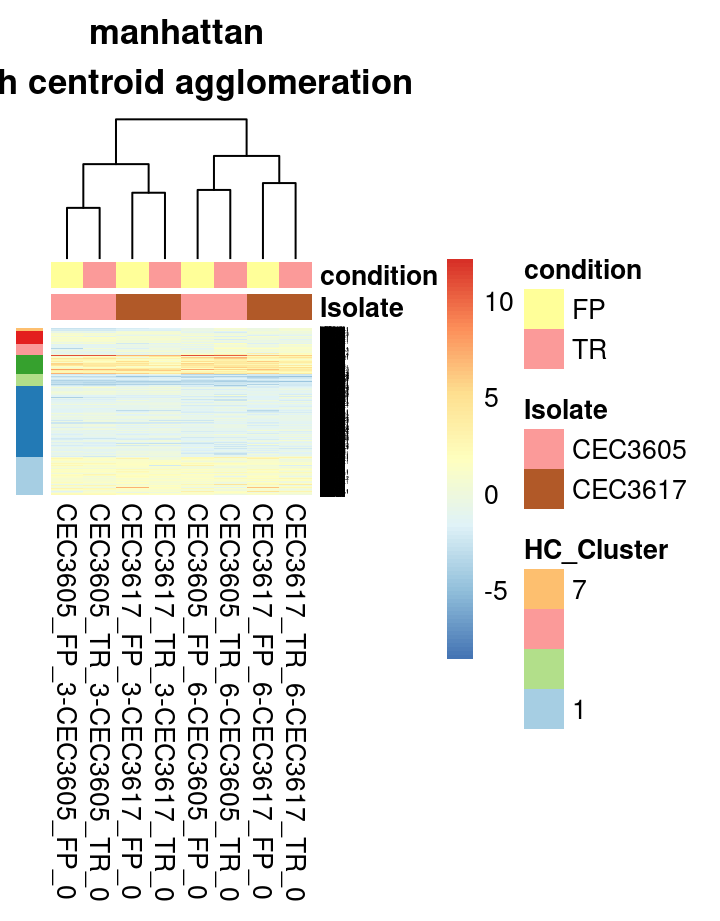 manhattan
h centroid agglomeration
condition
Isolate
10
5
0
-5
condition
FP
TR
Isolate
CEC3605
CEC3617
HC_Cluster
7
1
CEC3605_FP_3-CEC3605_FP_0
CEC3605_TR_3-CEC3605_TR_0
CEC3617_FP_3-CEC3617_FP_0
CEC3617_TR_3-CEC3617_TR_0
CEC3605_FP_6-CEC3605_FP_0
CEC3605_TR_6-CEC3605_TR_0
CEC3617_FP_6-CEC3617_FP_0
CEC3617_TR_6-CEC3617_TR_0